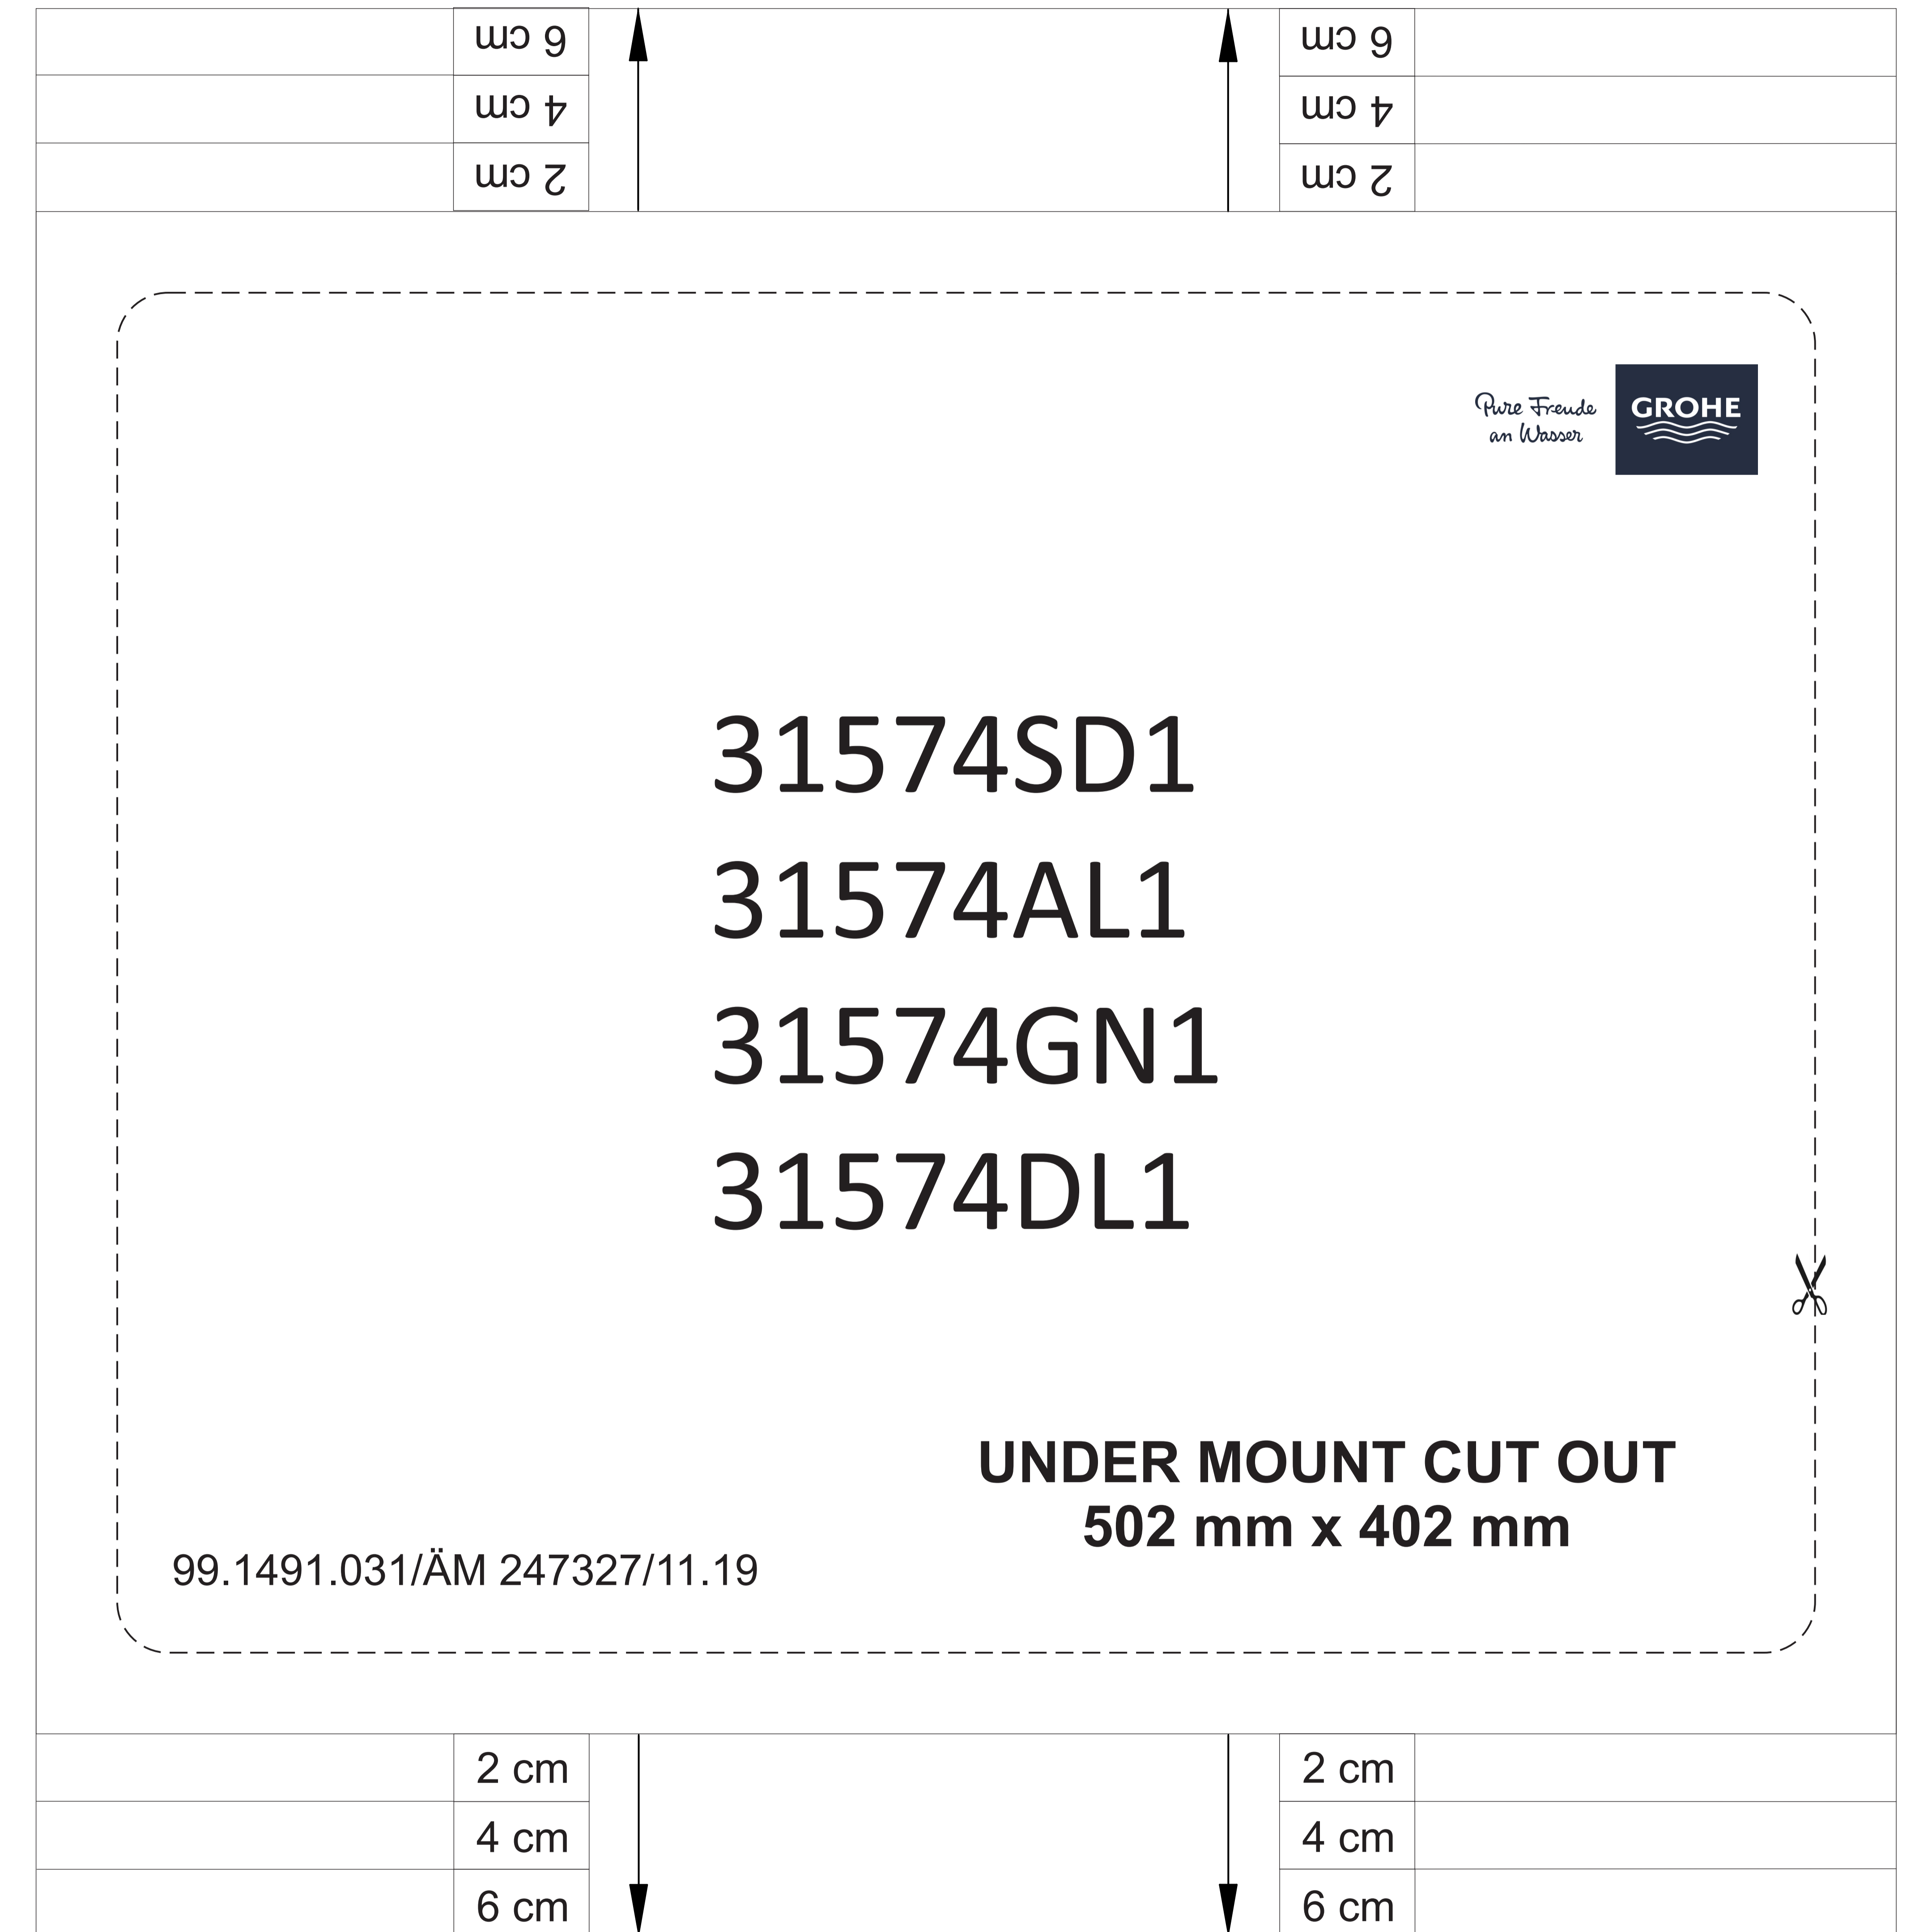 6 cm
4 cm
2 cm
6 cm
4 cm
2 cm
Pure Freude
an Wasser
GROHE
31574SD1
31574AL1
31574GN1
31574DL1
UNDER MOUNT CUT OUT
502 mm x 402 mm
99.1491.031/ÄM 247327/11.19
2 cm
4 cm
6 cm
2 cm
4 cm
6 cm